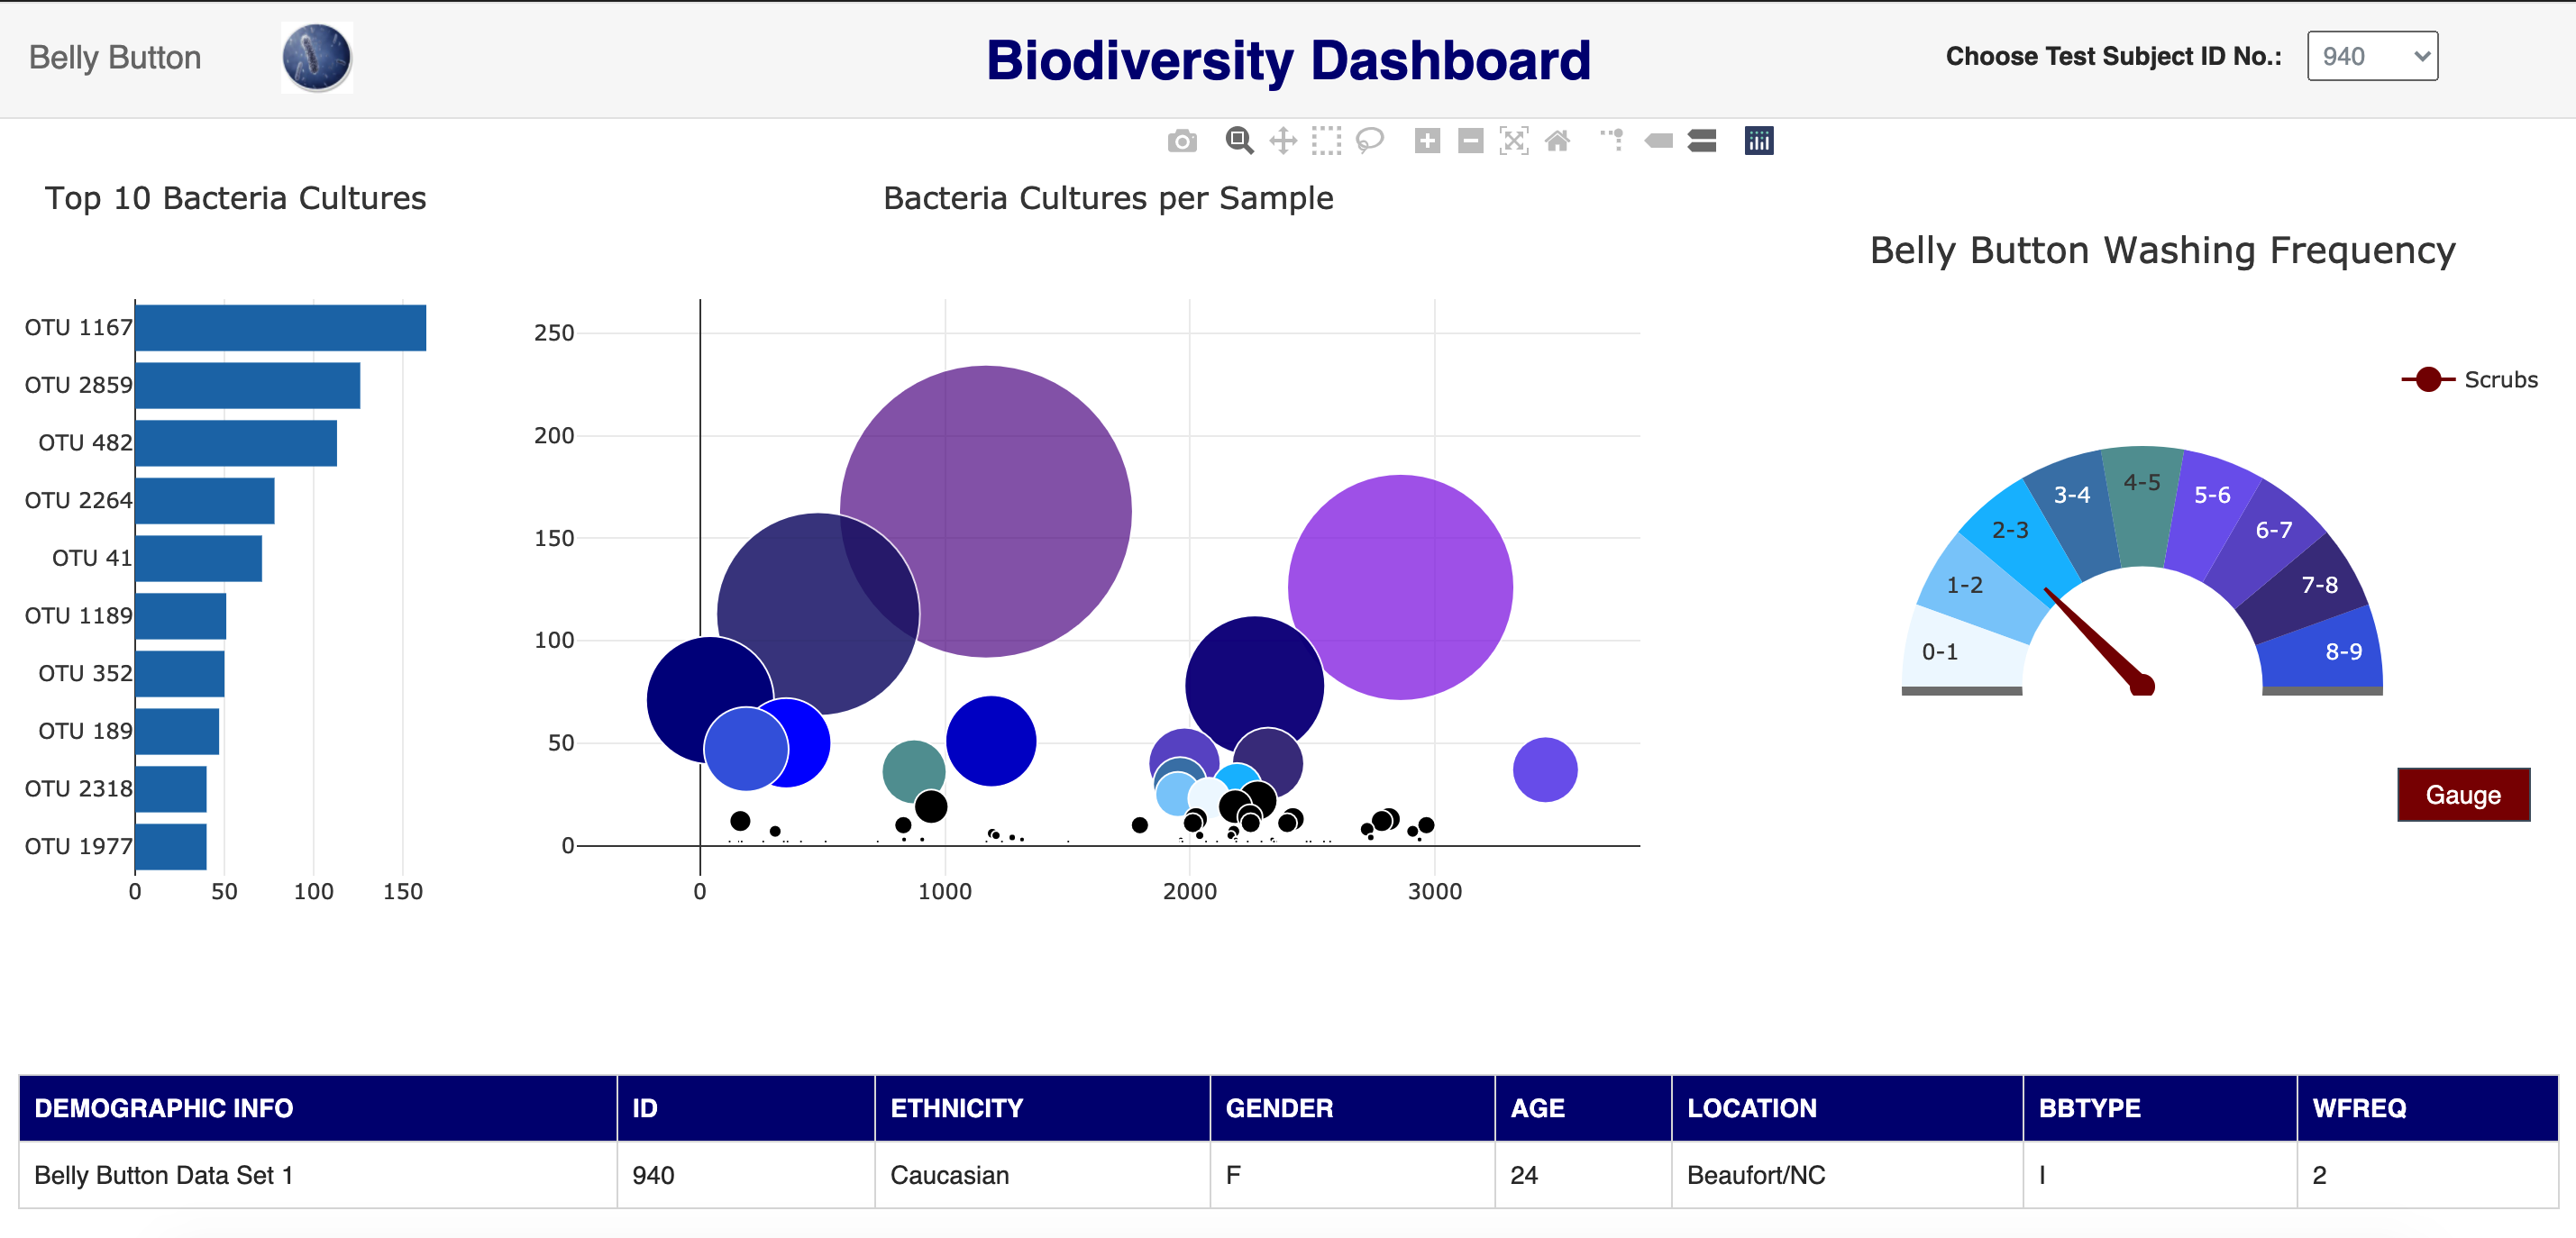 Belly Button
Biodiversity Dashboard
Choose Test Subject ID No.: 940
Top 10 Bacteria Cultures
OTU 1167
OTU 2859
OTU 482
OTU 2264
OTU 41
OTU 1189
OTU 352
OTU 189
OTU 2318
OTU 1977
0 50 100 150
Bacteria Cultures per Sample
250
200
150
100
50
0
0 1000 2000 3000
Belly Button Washing Frequency
Scrubs
0-1
1-2
2-3
3-4
4-5
5-6
6-7
7-8
8-9
Gauge
DEMOGRAPHIC INFO ID ETHNICITY GENDER AGE LOCATION BBTYPE WFREQ
Belly Button Data Set 1 940 Caucasian F 24 Beaufort/NC I 2